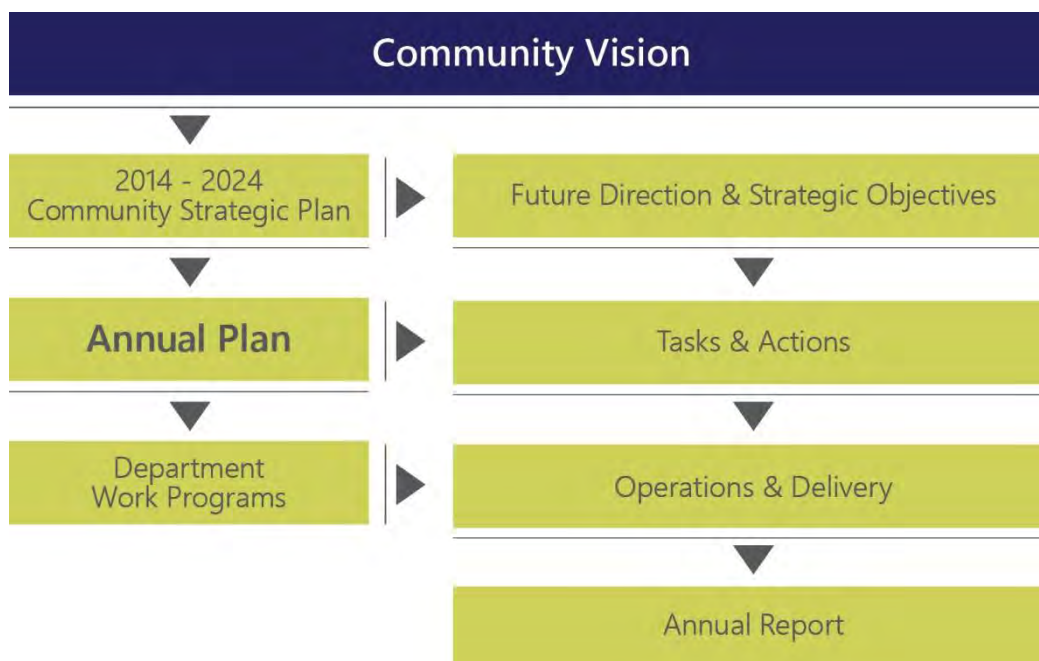 Community Vision
2014 - 2024
Community Strategic Plan
Future Direction & Strategic Objectives
Annual Plan
Tasks & Actions
Department
Work Programs
Operations & Delivery
Annual Report